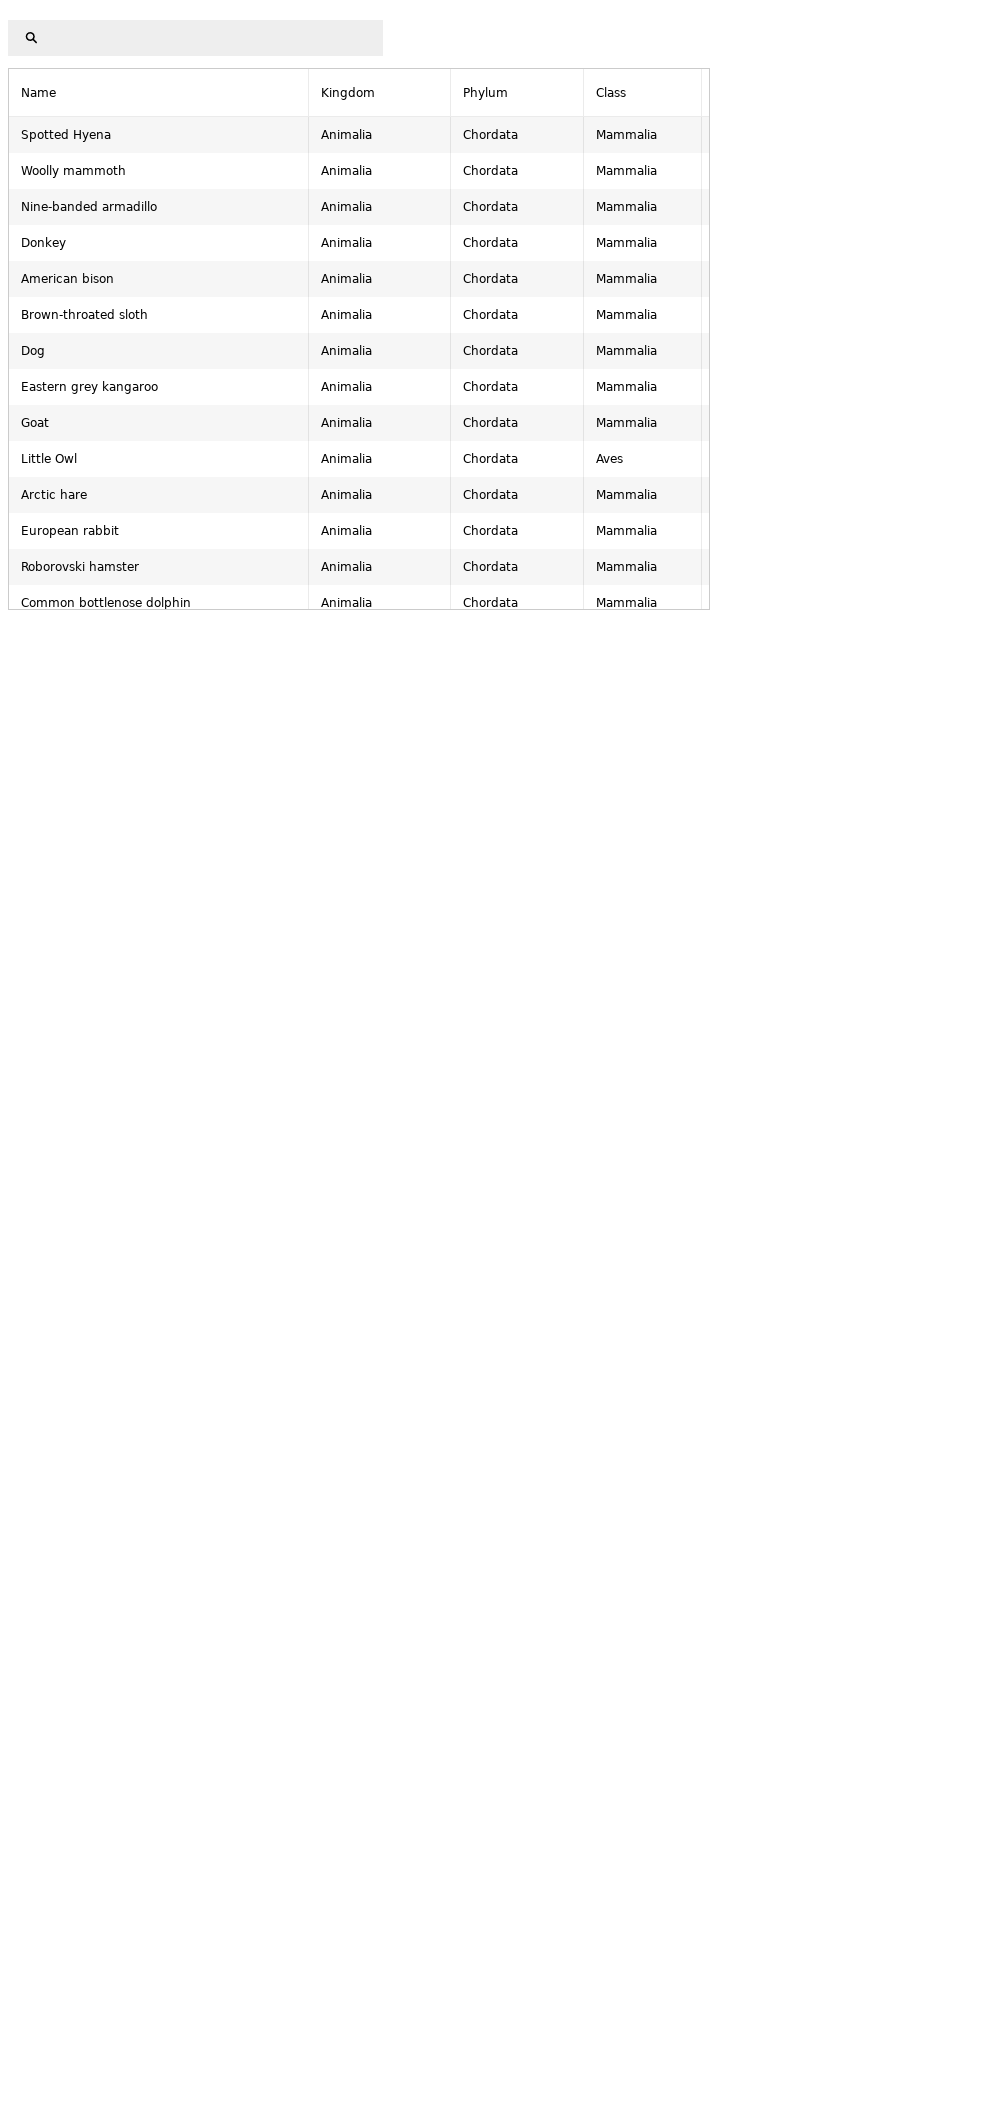 Name Kingdom Phylum Class
Spotted Hyena Animalia Chordata Mammalia
Woolly mammoth Animalia Chordata Mammalia
Nine-banded armadillo Animalia Chordata Mammalia
Donkey Animalia Chordata Mammalia
American bison Animalia Chordata Mammalia
Brown-throated sloth Animalia Chordata Mammalia
Dog Animalia Chordata Mammalia
Eastern grey kangaroo Animalia Chordata Mammalia
Goat Animalia Chordata Mammalia
Little Owl Animalia Chordata Aves
Arctic hare Animalia Chordata Mammalia
European rabbit Animalia Chordata Mammalia
Roborovski hamster Animalia Chordata Mammalia
Common bottlenose dolphin Animalia Chordata Mammalia